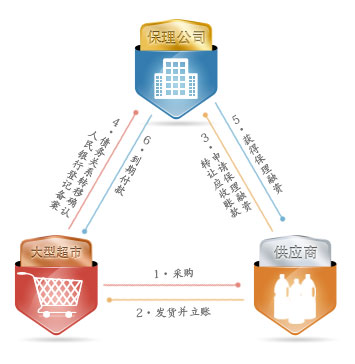 保理公司
4·债务关系转移确认
人民银行登记备案
6·到期付款
3·申请保理融资
转让应收账款
5·获得保理融资
大型超市
供应商
1·采购
2·发货并立账